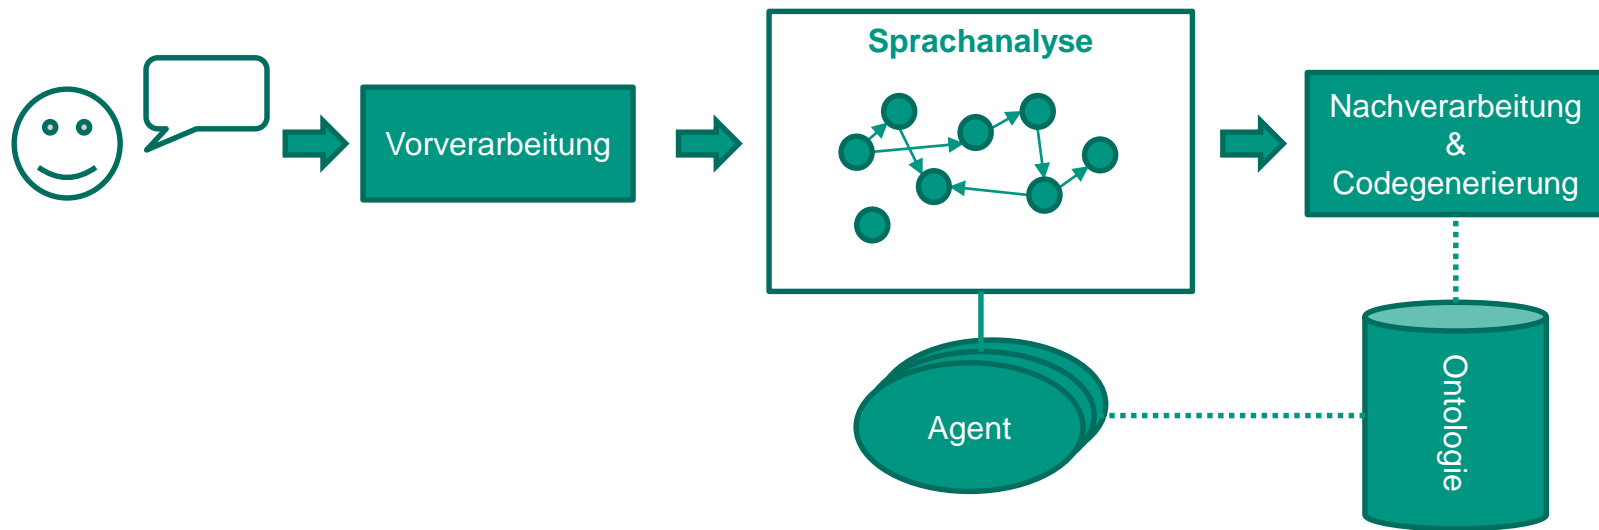 Sprachanalyse
Vorverarbeitung
Nachverarbeitung
&
Codegenerierung
Agent
Ontologie